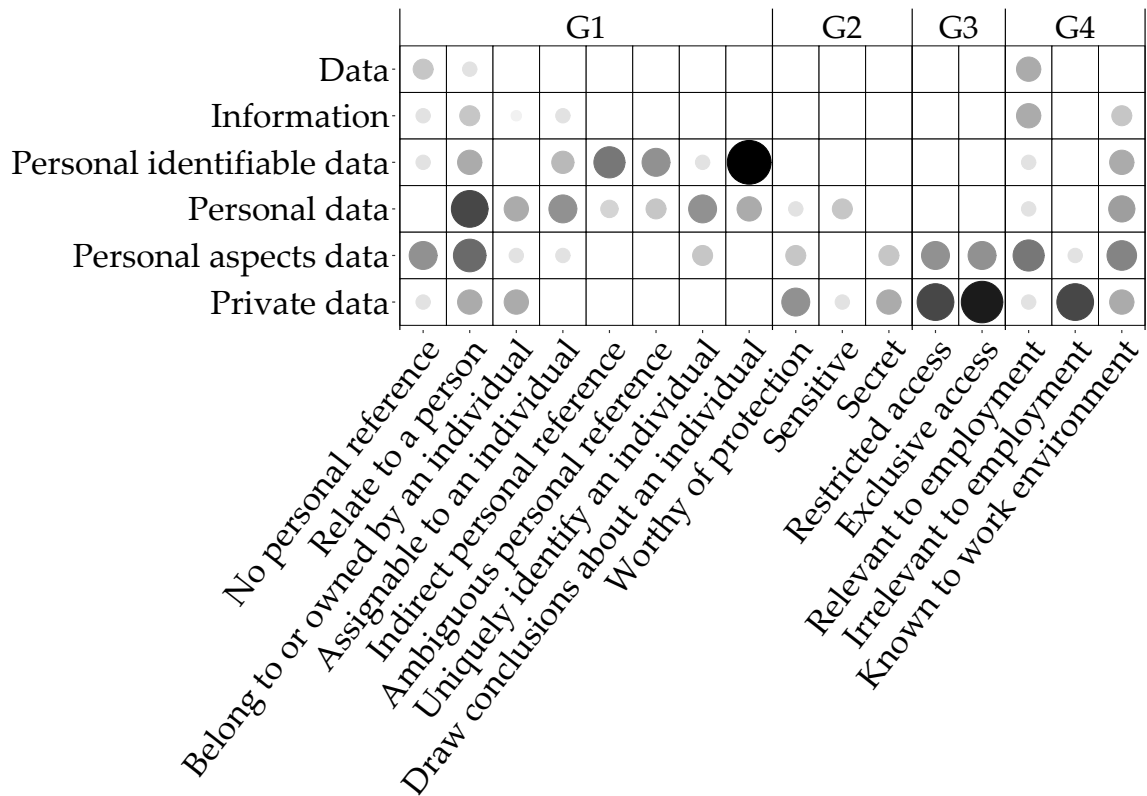 G1 G2 G3 G4
Data
Information
Personal identifiable data
Personal data
Personal aspects data
Private data
No personal reference
Relate to a person
Belong to or owned by an individual
Assignable to an individual
Indirect personal reference
Ambiguous personal reference
Uniquely identify an individual
Draw conclusions about an individual
Worthy of protection
Sensitive
Secret
Restricted access
Exclusive access
Relevant to employment
Irrelevant to employment
Known to work environment